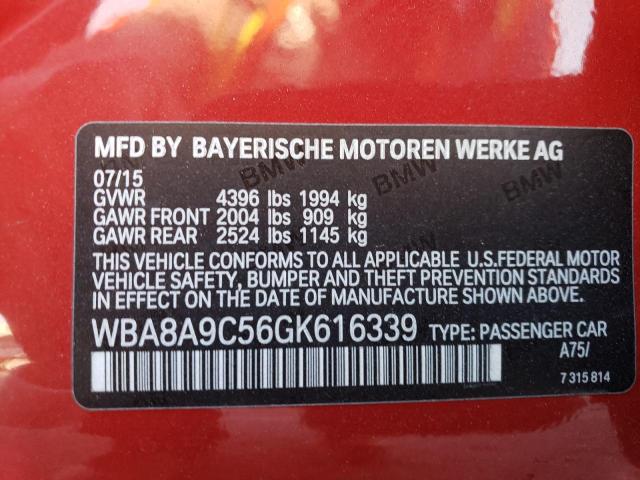 MFD BY BAYERISCHE MOTOREN WERKE AG
07/15
GVWR 4396 lbs 1994 kg
GAWR FRONT 2004 lbs 909 kg
GAWR REAR 2524 lbs 1145 kg
THIS VEHICLE CONFORMS TO ALL APPLICABLE U.S.FEDERAL MOTOR
VEHICLE SAFETY, BUMPER AND THEFT PREVENTION STANDARDS IN EFFECT ON THE
DATE OF MANUFACTURE SHOWN ABOVE.
WBA8A9C56GK616339 TYPE: PASSENGER CAR
A75/
7 315 814
BMW
BMW
BMW